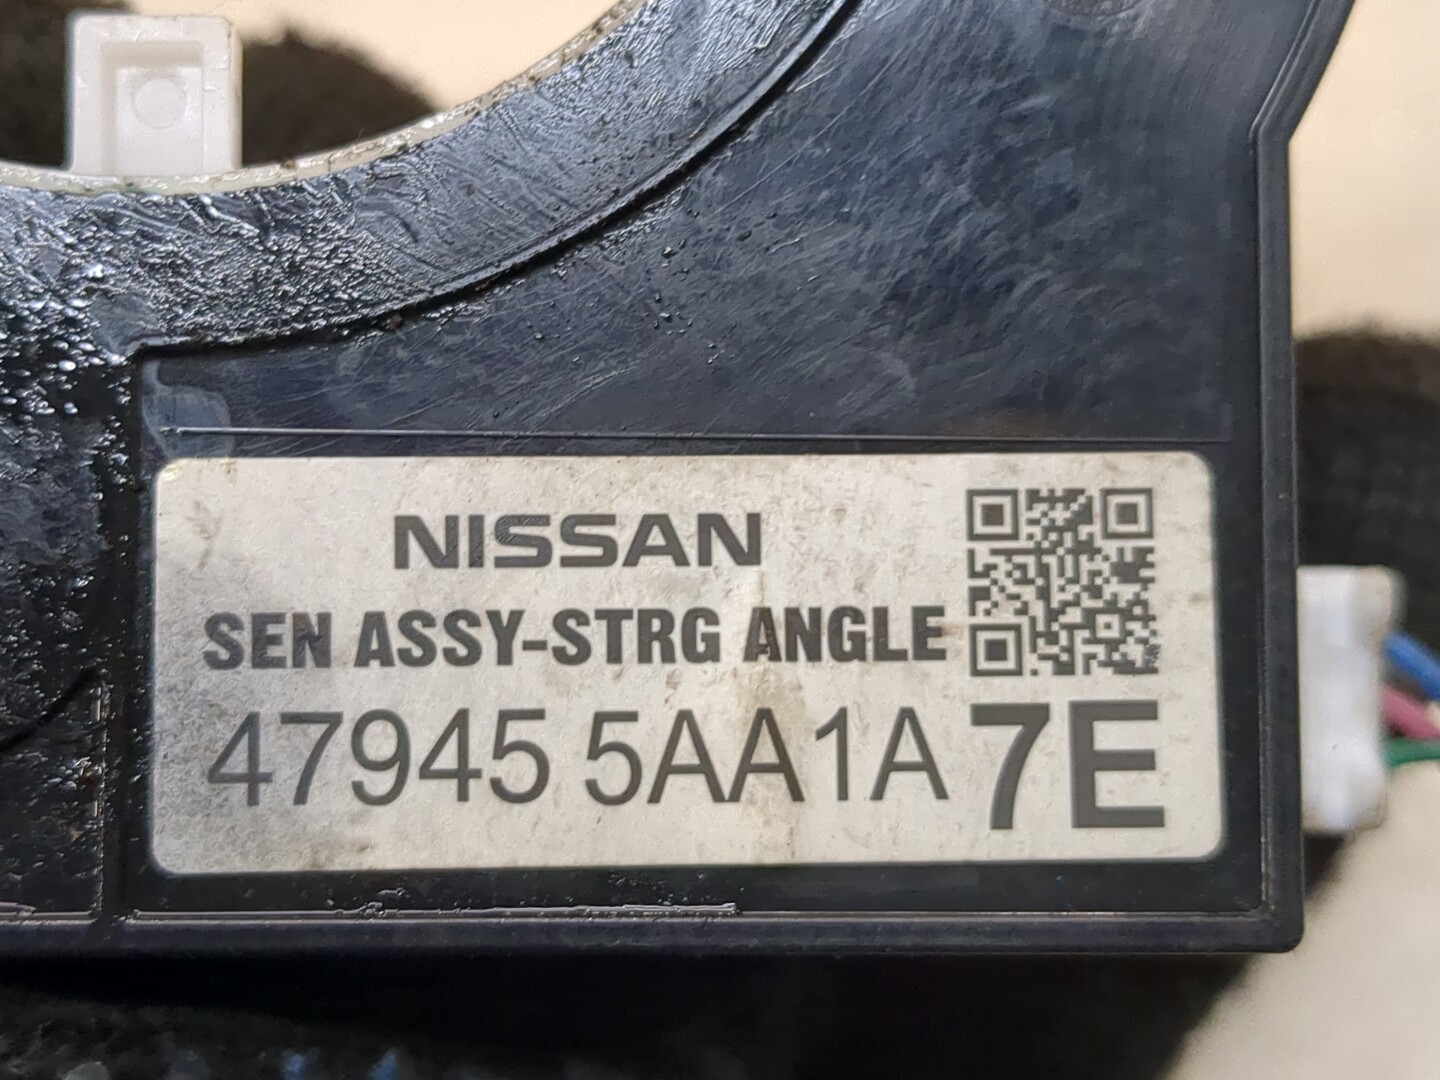 NISSAN
SEN ASSY-STRG ANGLE
47945 5AA1A 7E